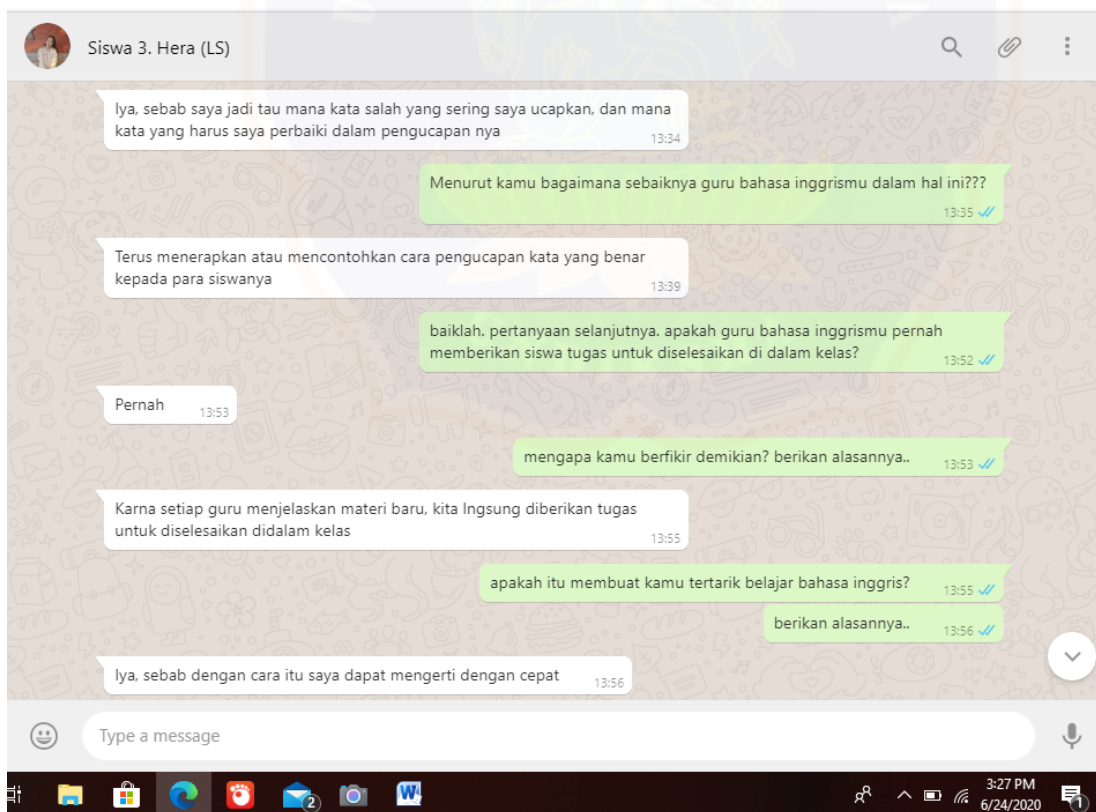 Siswa 3. Hera (LS)
Iya, sebab saya jadi tau mana kata salah yang sering saya ucapkan, dan mana
kata yang harus saya perbaiki dalam pengucapan nya
13:34
Menurut kamu bagaimana sebaiknya guru bahasa inggrismu dalam hal ini???
13:35
Terus menerapkan atau mencontohkan cara pengucapan kata yang benar
kepada para siswanya
13:39
baiklah. pertanyaan selanjutnya. apakah guru bahasa inggrismu pernah
memberikan siswa tugas untuk diselesaikan di dalam kelas?
13:52
Pernah 13:53
mengapa kamu berfikir demikian? berikan alasannya.. 13:53
Karna setiap guru menjelaskan materi baru, kita lngsung diberikan tugas
untuk diselesaikan didalam kelas
13:55
apakah itu membuat kamu tertarik belajar bahasa inggris? 13:55
berikan alasannya.. 13:56
Iya, sebab dengan cara itu saya dapat mengerti dengan cepat 13:56
Type a message
2
W
3:27 PM
6/24/2020
1